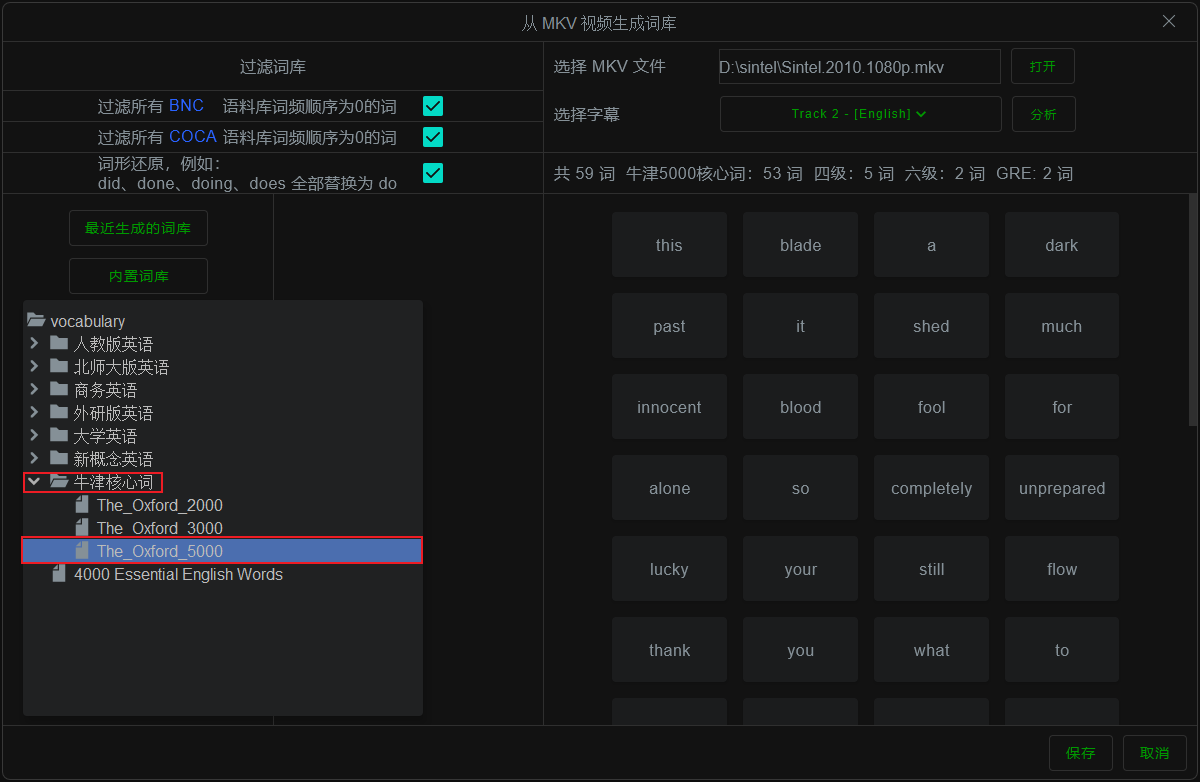 从 MKV 视频生成词库
过滤词库
过滤所有 BNC 语料库词频顺序为0的词
过滤所有 COCA 语料库词频顺序为0的词
词形还原，例如：
did、done、doing、does 全部替换为 do
最近生成的词库
内置词库
vocabulary
人教版英语
北师大版英语
商务英语
外研版英语
大学英语
新概念英语
牛津核心词
The_Oxford_2000
The_Oxford_3000
The_Oxford_5000
4000 Essential English Words
选择 MKV 文件 D:\sintel\Sintel.2010.1080p.mkv 打开
选择字幕 Track 2 - [English] 分析
共 59 词 牛津5000核心词：53 词 四级：5 词 六级：2 词 GRE: 2 词
this blade a dark
past it shed much
innocent blood fool for
alone so completely unprepared
lucky your still flow
thank you what to
保存 取消